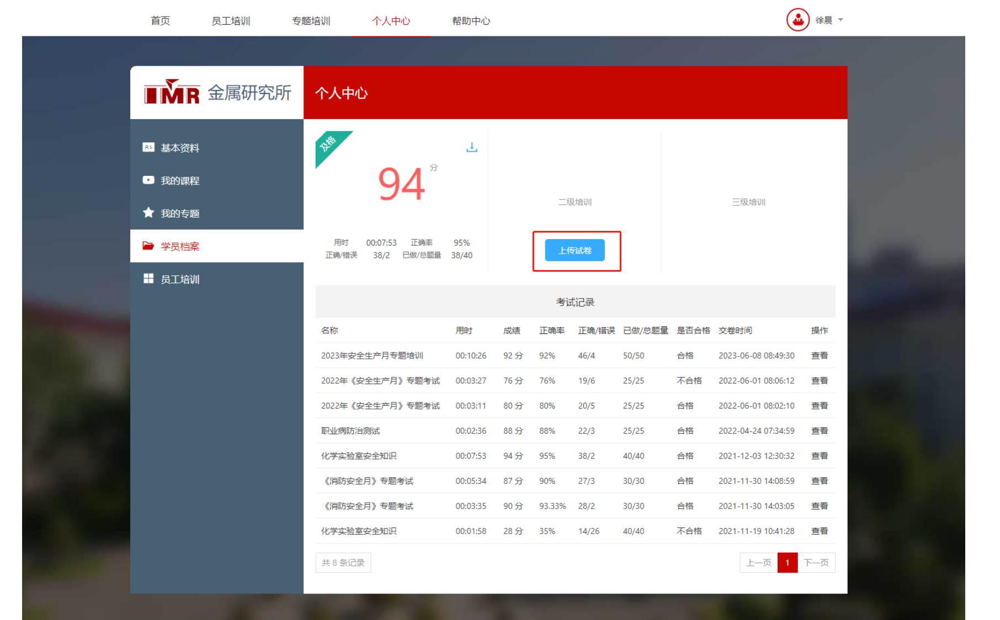 首页 员工培训 专题培训 个人中心 帮助中心 徐晨
IMR 金属研究所
个人中心
基本资料
我的课程
我的专题
学员档案
员工培训
及格
94 分
用时 00:07:53 正确率 95%
正确/错误 38/2 已做/总题量 38/40
二级培训
上传试卷
三级培训
考试记录
名称 用时 成绩 正确率 正确/错误 已做/总题量 是否合格 交卷时间 操作
2023年安全生产月专题培训 00:10:26 92 分 92% 46/4 50/50 合格 2023-06-08 08:49:30 查看
2022年《安全生产月》专题考试 00:03:27 76 分 76% 19/6 25/25 不合格 2022-06-01 08:06:12 查看
2022年《安全生产月》专题考试 00:03:11 80 分 80% 20/5 25/25 合格 2022-06-01 08:02:10 查看
职业病防治测试 00:02:36 88 分 88% 22/3 25/25 合格 2022-04-24 07:34:59 查看
化学实验室安全知识 00:07:53 94 分 95% 38/2 40/40 合格 2021-12-03 12:30:32 查看
《消防安全月》专题考试 00:05:34 87 分 90% 27/3 30/30 合格 2021-11-30 14:08:59 查看
《消防安全月》专题考试 00:03:35 90 分 93.33% 28/2 30/30 合格 2021-11-30 14:03:05 查看
化学实验室安全知识 00:01:58 28 分 35% 14/26 40/40 不合格 2021-11-19 10:41:28 查看
共 8 条记录
上一页 1 下一页